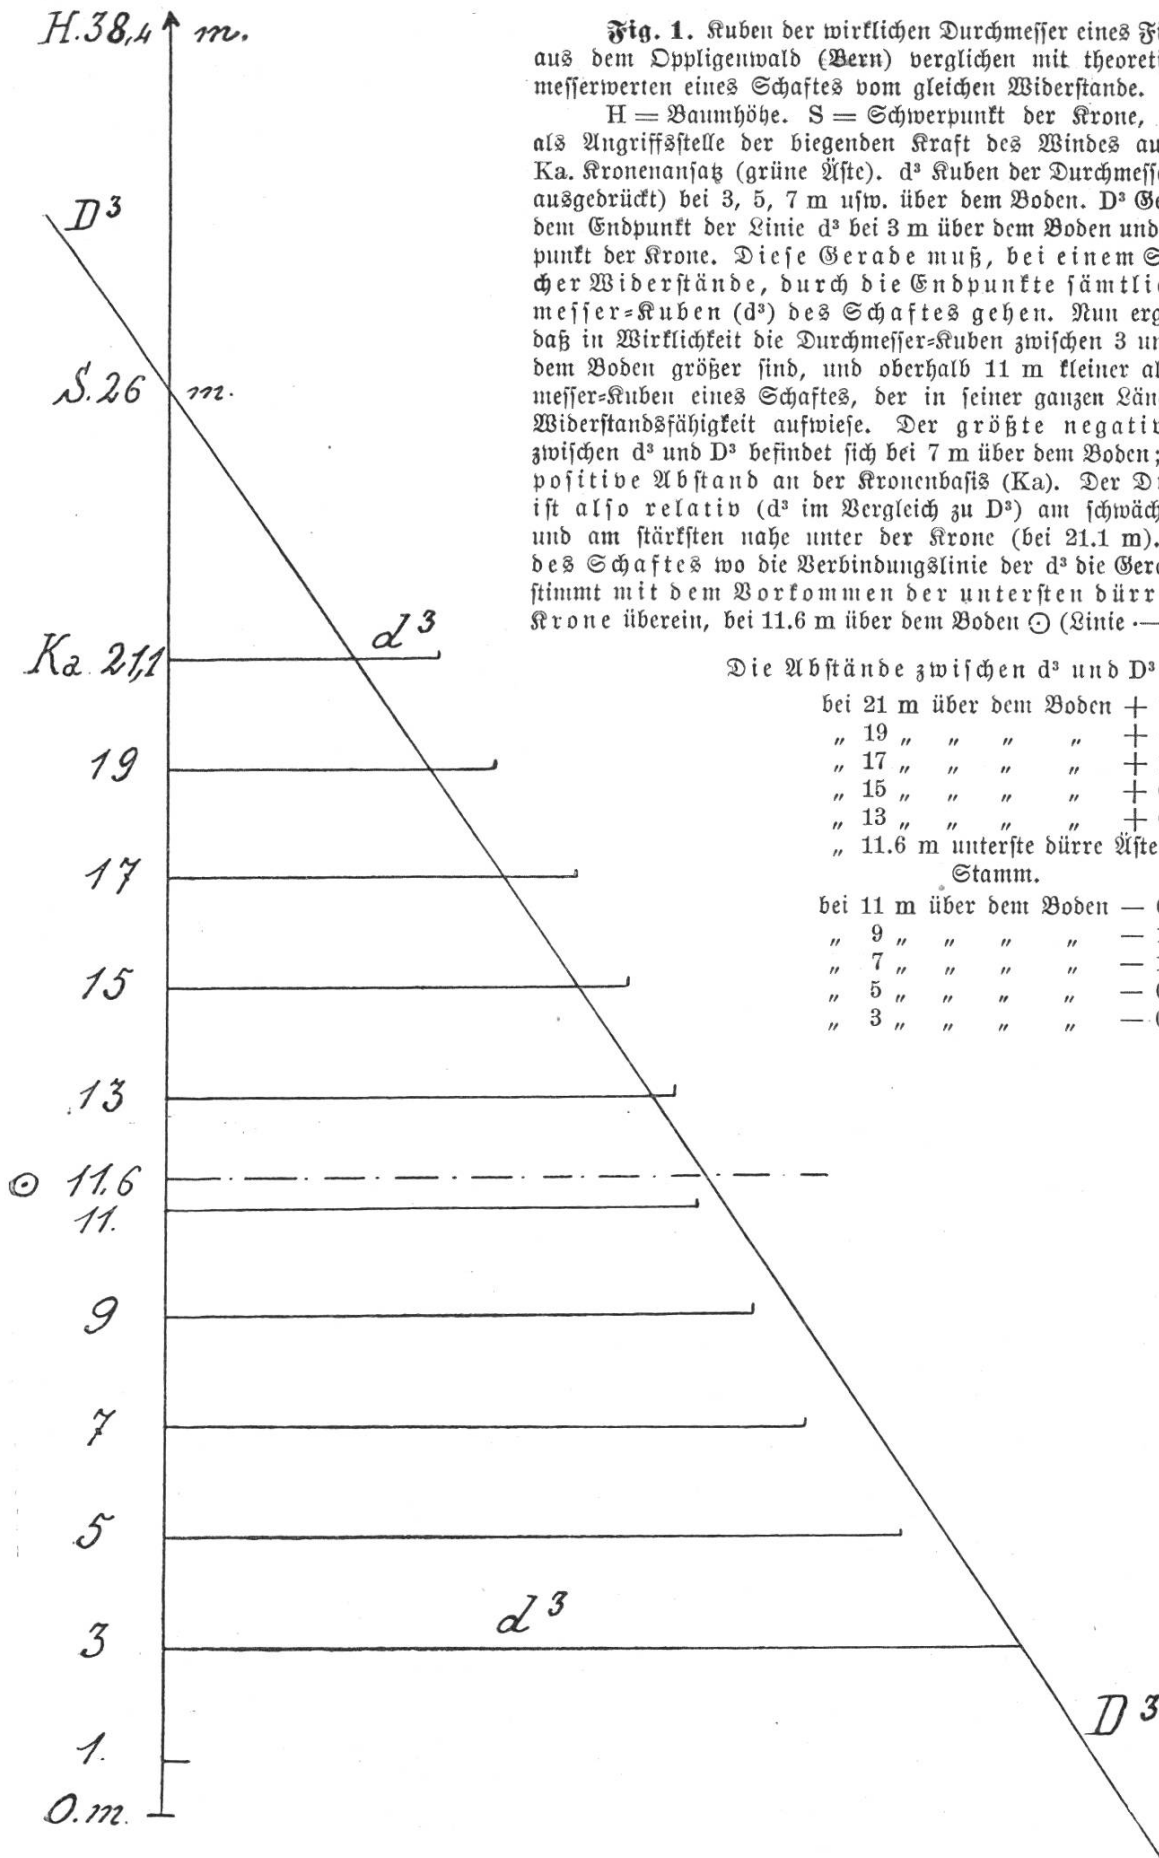 H. 38,4 m.
Fig. 1. Kuben der wirklichen Durchmesser eines Fi
aus dem Oppligenwald (Bern) verglichen mit theoreti
messerwerten eines Schaftes vom gleichen Widerstande.
H = Baumhöhe. S = Schwerpunkt der Krone,
als Angriffsstelle der biegenden Kraft des Windes au
Ka. Kronenansatz (grüne Äste). d³ Kuben der Durchmess
ausgedrückt) bei 3, 5, 7 m usw. über dem Boden. D³ Ge
dem Endpunkt der Linie d³ bei 3 m über dem Boden und
punkt der Krone. Diese Gerade muß, bei einem S
cher Widerstände, durch die Endpunkte sämtli
messer=Kuben (d³) des Schaftes gehen. Nun erg
daß in Wirklichkeit die Durchmesser=Kuben zwischen 3 un
dem Boden größer sind, und oberhalb 11 m kleiner al
messer=Kuben eines Schaftes, der in seiner ganzen Län
Widerstandsfähigkeit aufwiese. Der größte negativ
zwischen d³ und D³ befindet sich bei 7 m über dem Boden;
positive Abstand an der Kronenbasis (Ka). Der D
ist also relativ (d³ im Vergleich zu D³) am schwäch
und am stärksten nahe unter der Krone (bei 21.1 m).
des Schaftes wo die Verbindungslinie der d³ die Ger
stimmt mit dem Vorkommen der untersten dürr
Krone überein, bei 11.6 m über dem Boden ⊙ (Linie ·—
D³
S. 26 m.
Ka. 21,1
d³
19
17
15
13
⊙ 11.6
11.
9
7
5
3
d³
1.
0.m.
D³
Die Abstände zwischen d³ und D³
bei 21 m über dem Boden +
„ 19 „ „ „ „ +
„ 17 „ „ „ „ +
„ 15 „ „ „ „ +
„ 13 „ „ „ „ +
„ 11.6 m unterste dürre Äste
Stamm.
bei 11 m über dem Boden —
„ 9 „ „ „ „ —
„ 7 „ „ „ „ —
„ 5 „ „ „ „ —
„ 3 „ „ „ „ —